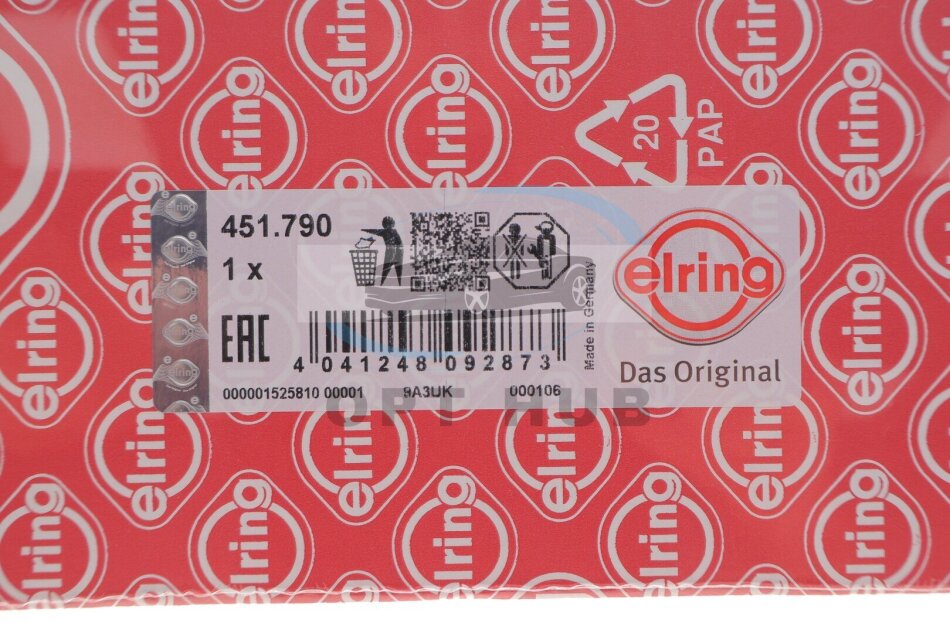 20
PAP
451.790
1 x
elring
Das Original
Made in Germany
EAC
4 041248 092873
000001525810 00001 9A3UK 000106
OPT HUB
elring